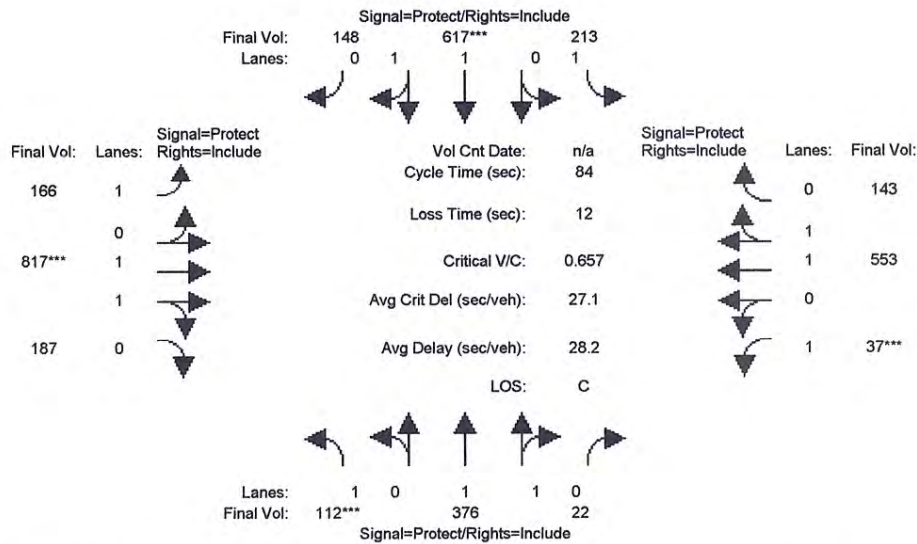 Signal=Protect/Rights=Include
Final Vol: 148 617*** 213
Lanes: 0 1 1 0 1
Signal=Protect
Final Vol: Lanes: Rights=Include
166 1
0
817*** 1
1
187 0
Vol Cnt Date: n/a
Cycle Time (sec): 84
Loss Time (sec): 12
Critical V/C: 0.657
Avg Crit Del (sec/veh): 27.1
Avg Delay (sec/veh): 28.2
LOS: C
Signal=Protect
Rights=Include Lanes: Final Vol:
0 143
1
1 553
0
1 37***
Lanes: 1 0 1 1 0
Final Vol: 112*** 376 22
Signal=Protect/Rights=Include